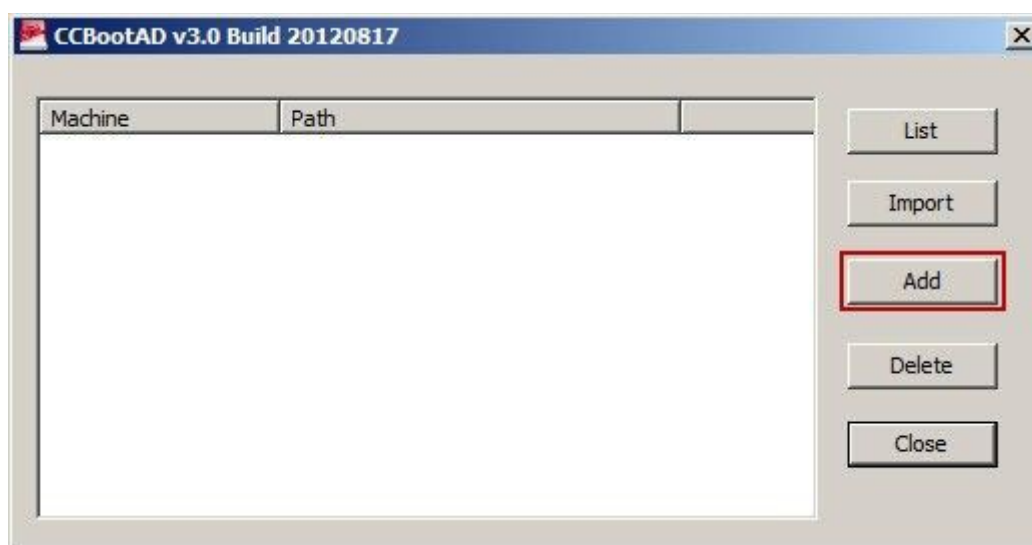 CCBootAD v3.0 Build 20120817
Machine Path
List
Import
Add
Delete
Close